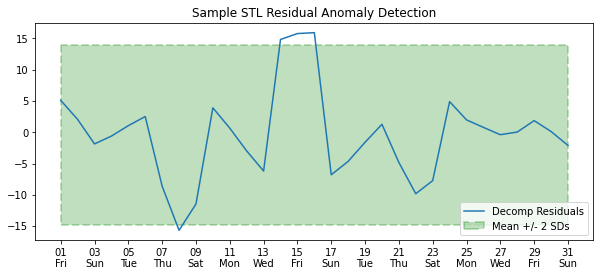 Sample STL Residual Anomaly Detection
15
10
5
0
−5
−10
−15
Decomp Residuals
Mean +/- 2 SDs
01 03 05 07 09 11 13 15 17 19 21 23 25 27 29 31
Fri Sun Tue Thu Sat Mon Wed Fri Sun Tue Thu Sat Mon Wed Fri Sun